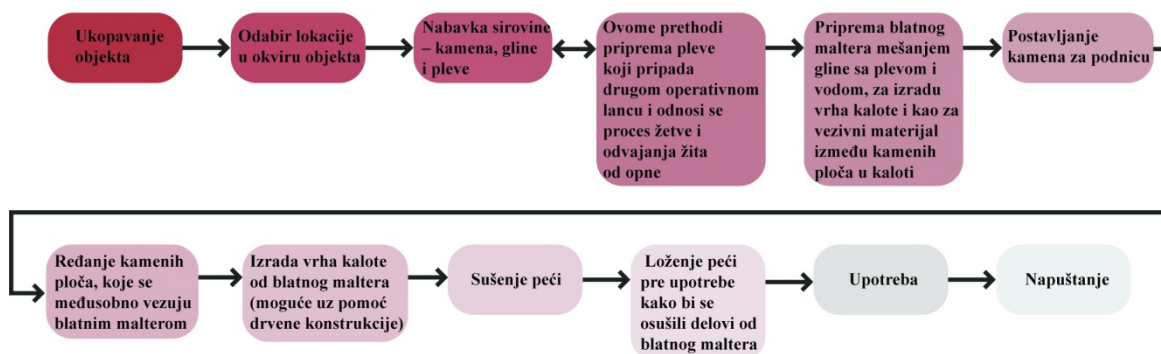 Ukopavanje
objekta
Odabir lokacije
u okviru objekta
Nabavka sirovine
– kamena, gline
i pleve
Ovome prethodi
priprema pleve
koji pripada
drugom operativnom
lancu i odnosi se
proces žetve i
odvajanja žita
od opne
Priprema blatnog
maltera mešanjem
gline sa plevom i
vodom, za izradu
vrha kalote i kao za
vezivni materijal
između kamenih
ploča u kaloti
Postavljanje
kamena za podnicu
Ređanje kamenih
ploča, koje se
međusobno vezuju
blatnim malterom
Izrada vrha kalote
od blatnog maltera
(moguće uz pomoć
drvene konstrukcije)
Sušenje peći
Loženje peći
pre upotrebe
kako bi se
osušili delovi od
blatnog maltera
Upotreba
Napuštanje